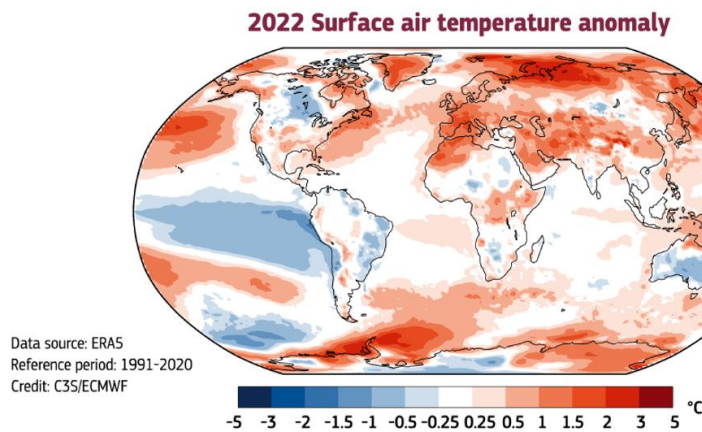 2022 Surface air temperature anomaly
Data source: ERA5
Reference period: 1991-2020
Credit: C3S/ECMWF
°C
-5 -3 -2 -1.5 -1 -0.5 -0.25 0.25 0.5 1 1.5 2 3 5